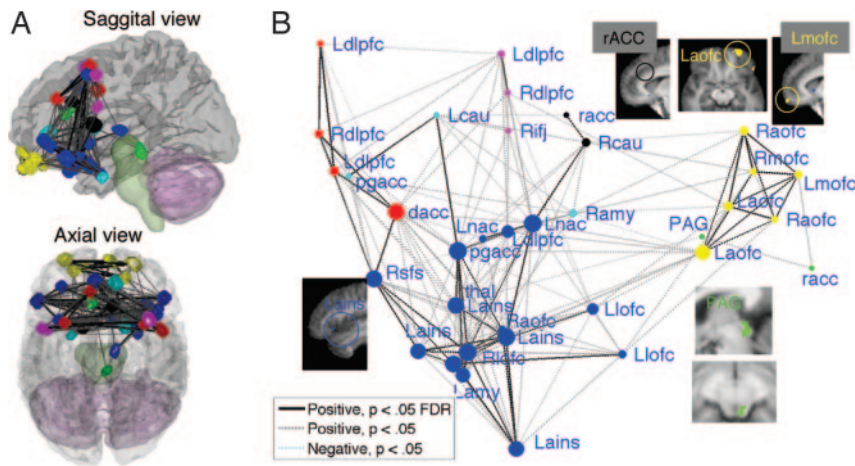 A
Saggital view
Axial view
B
Ldlpfc
Ldlpfc
rACC
Laofc
Lmofc
Rdlpfc
Lcau
racc
Rdlpfc
Rifj
Rcau
Raofc
Ldlpfc
pgacc
Rmofc
Lmofc
dacc
Ramy
Laofc
Raofc
Lnac
Lnac
Ldlpfc
PAG
pgacc
Laofc
Rsfs
racc
Lains
thal
Lains
PAG
Raofc
Llofc
Lains
Lains
Rlofc
Llofc
Lamy
Lains
Positive, p < .05 FDR
Positive, p < .05
Negative, p < .05